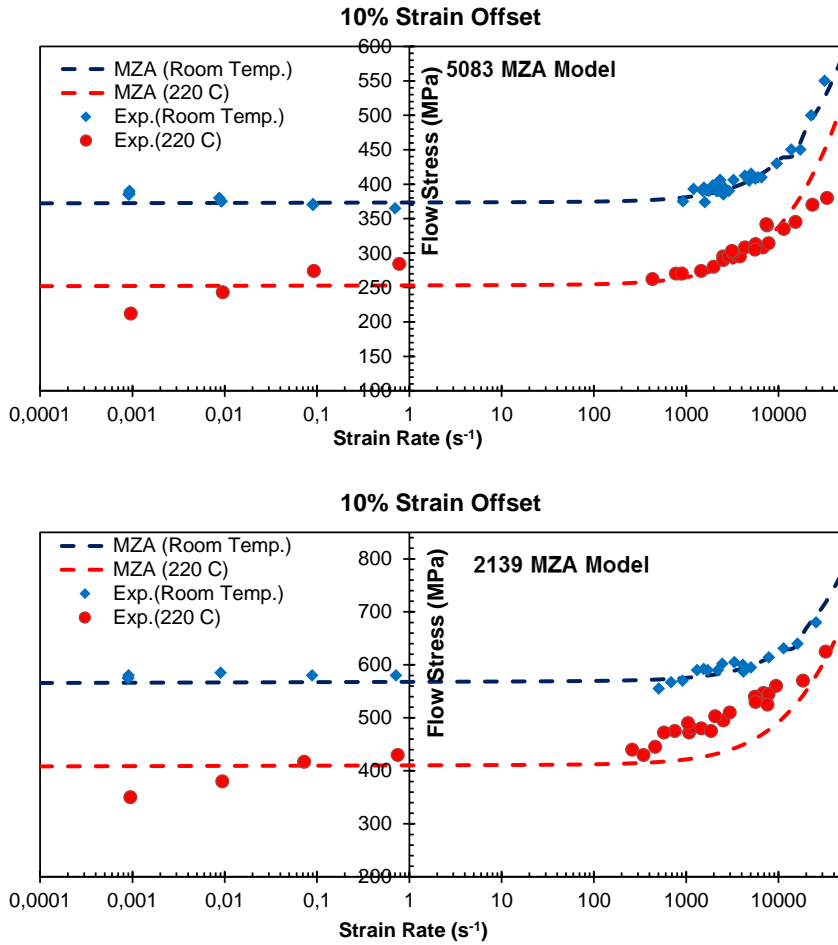 10% Strain Offset
600
MZA (Room Temp.)
5083 MZA Model
550
MZA (220 C)
500
Exp.(Room Temp.)
450
Exp.(220 C)
400
350
300
250
200
150
100
Flow Stress (MPa)
0,0001 0,001 0,01 0,1 1 10 100 1000 10000
Strain Rate (s-1)
10% Strain Offset
MZA (Room Temp.)
800
2139 MZA Model
MZA (220 C)
Exp.(Room Temp.)
700
Exp.(220 C)
600
500
400
300
200
Flow Stress (MPa)
0,0001 0,001 0,01 0,1 1 10 100 1000 10000
Strain Rate (s-1)